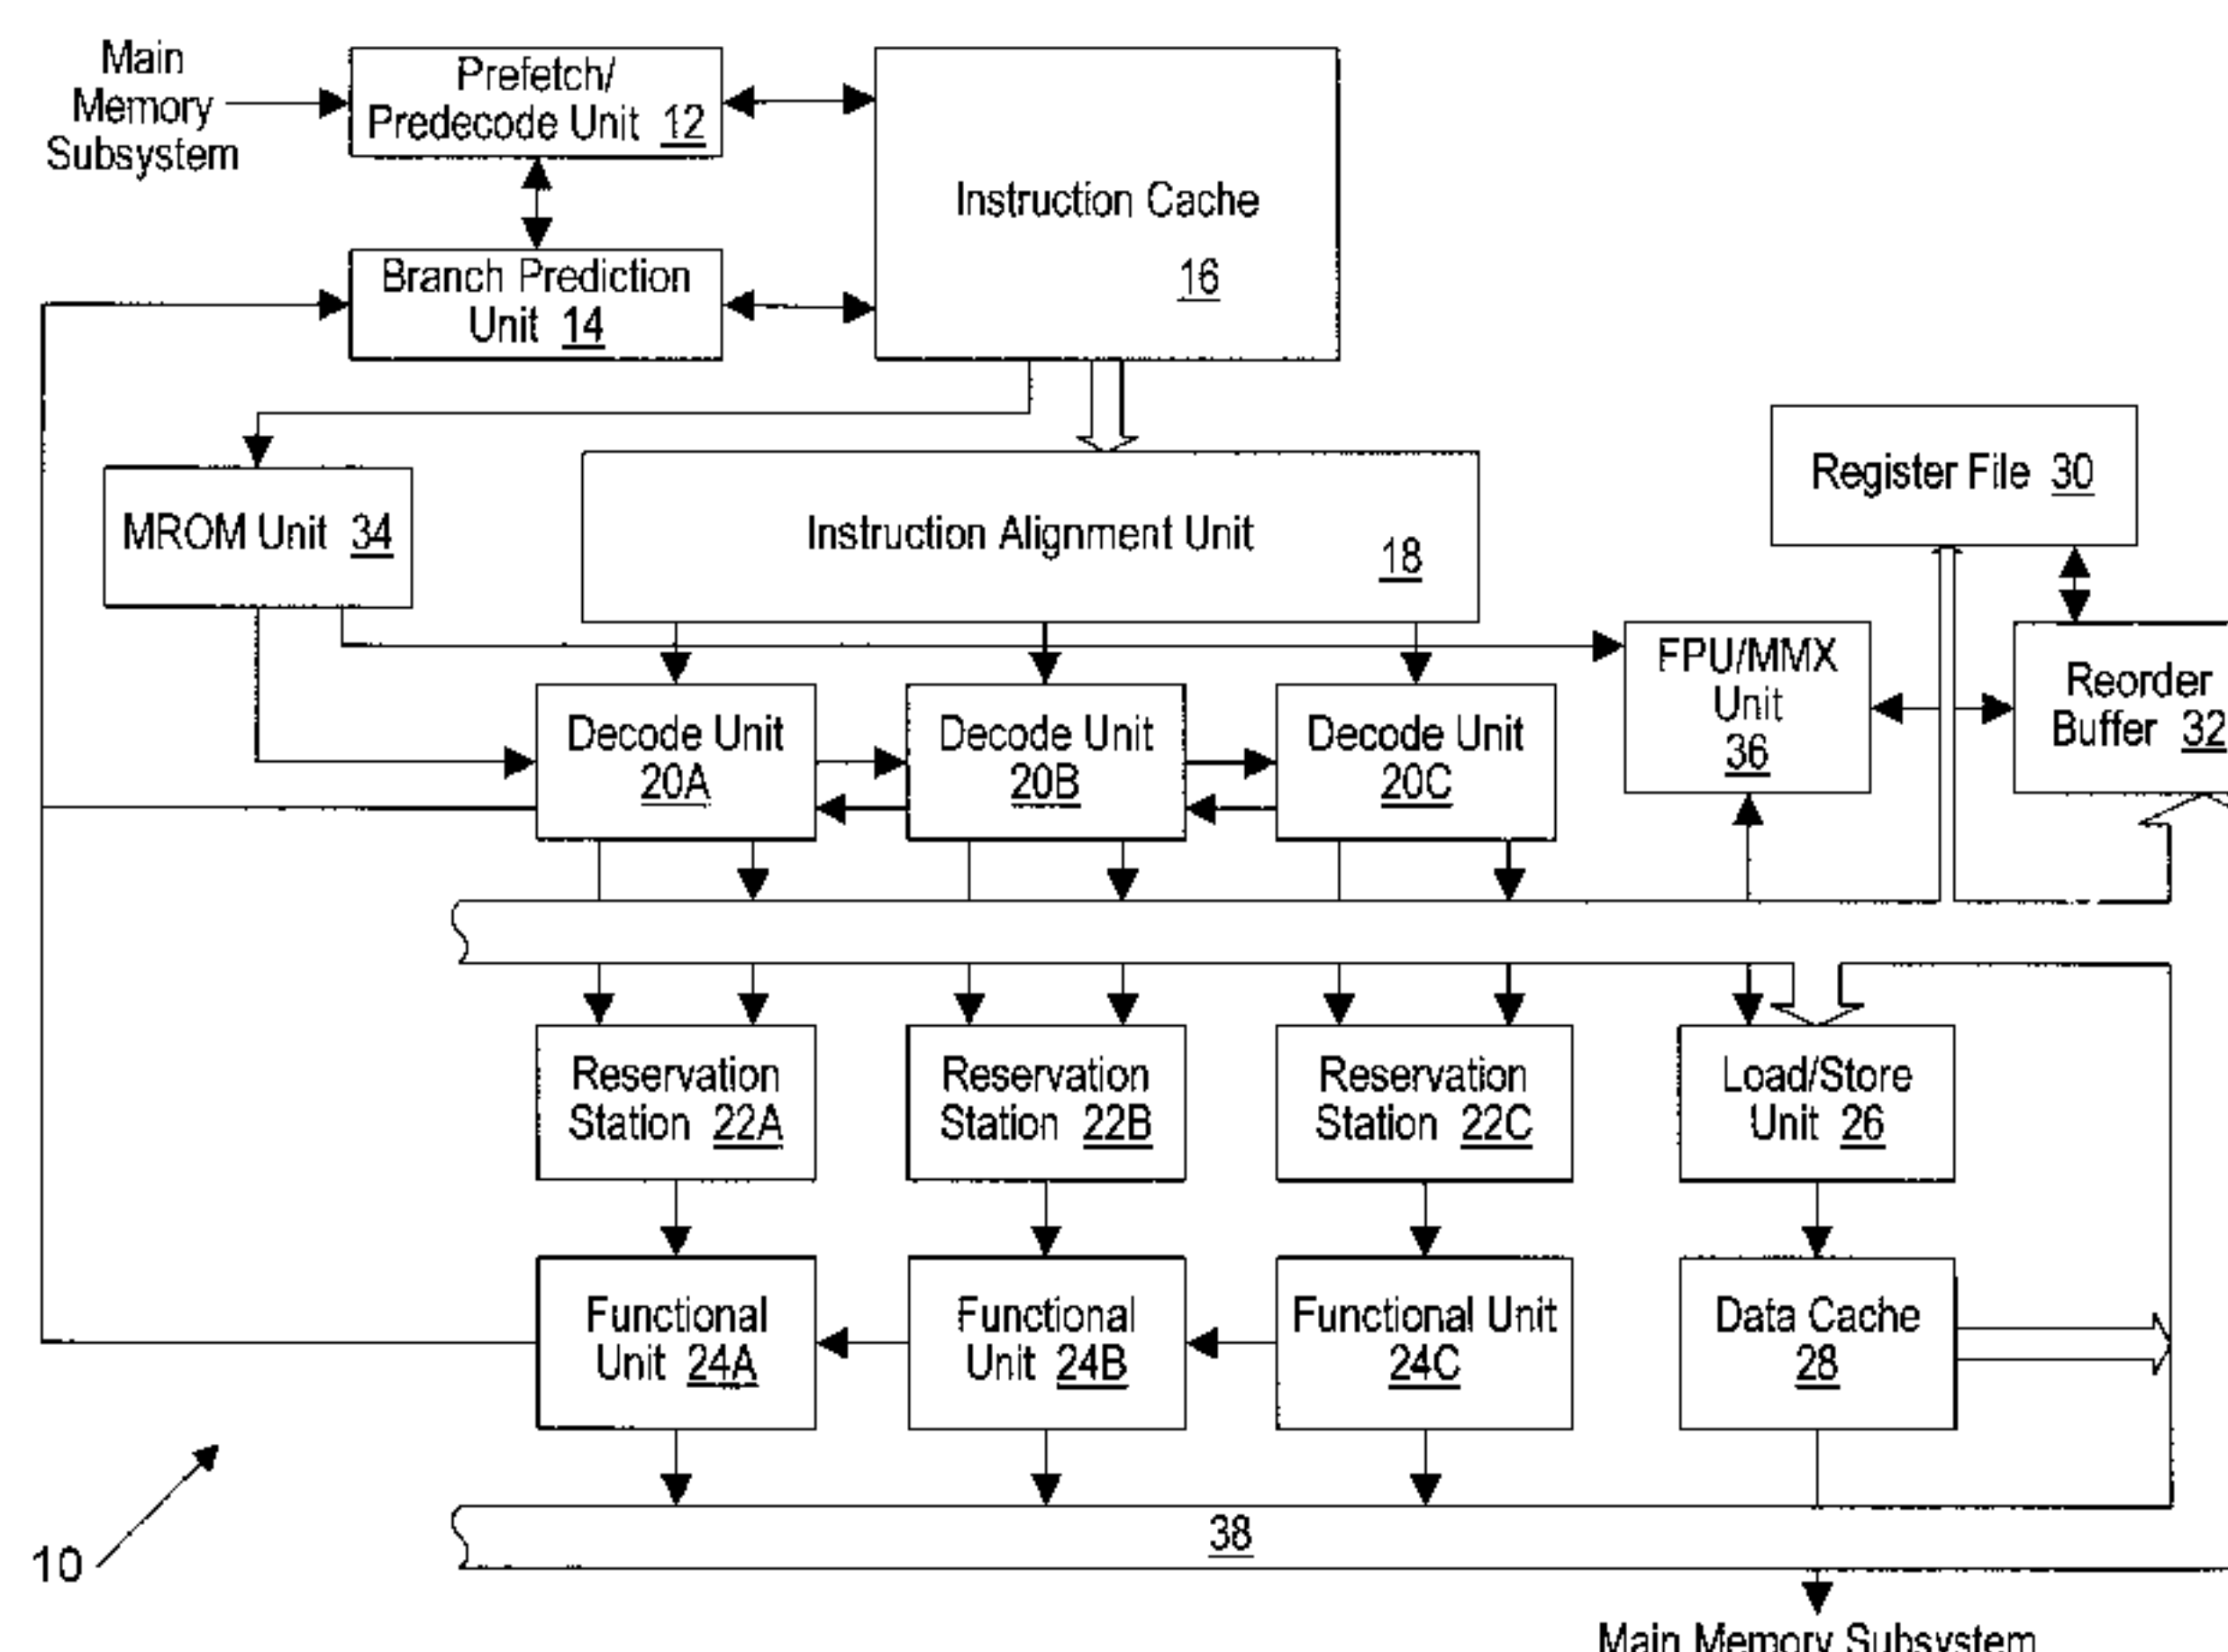 Main
Memory
Subsystem
Prefetch/
Predecode Unit 12
Instruction Cache
16
Branch Prediction
Unit 14
Register File 30
MROM Unit 34
Instruction Alignment Unit
18
FPU/MMX
Unit
36
Reorder
Buffer 32
Decode Unit
20A
Decode Unit
20B
Decode Unit
20C
Reservation
Station 22A
Reservation
Station 22B
Reservation
Station 22C
Load/Store
Unit 26
Functional
Unit 24A
Functional
Unit 24B
Functional Unit
24C
Data Cache
28
38
10
Main Memory Subsystem